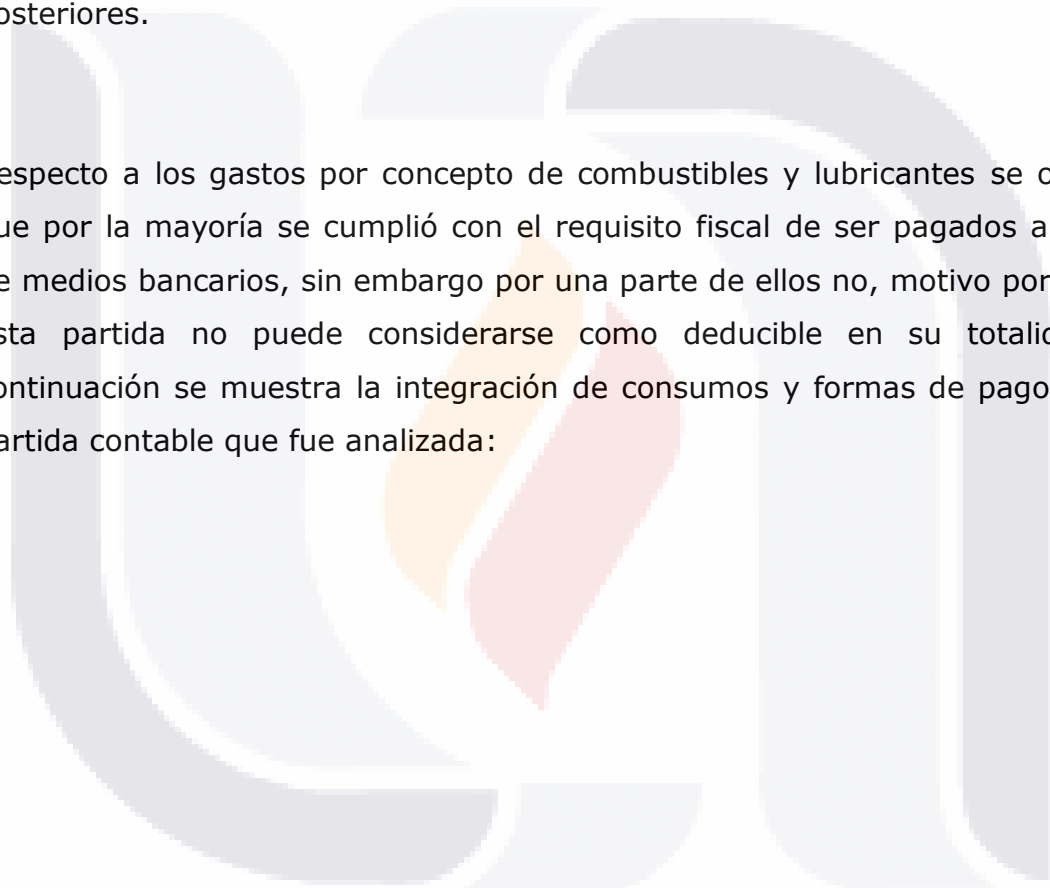 osteriores.
especto a los gastos por concepto de combustibles y lubricantes se o
ue por la mayoría se cumplió con el requisito fiscal de ser pagados a
e medios bancarios, sin embargo por una parte de ellos no, motivo por
sta partida no puede considerarse como deducible en su totalid
ontinuación se muestra la integración de consumos y formas de pago
artida contable que fue analizada: